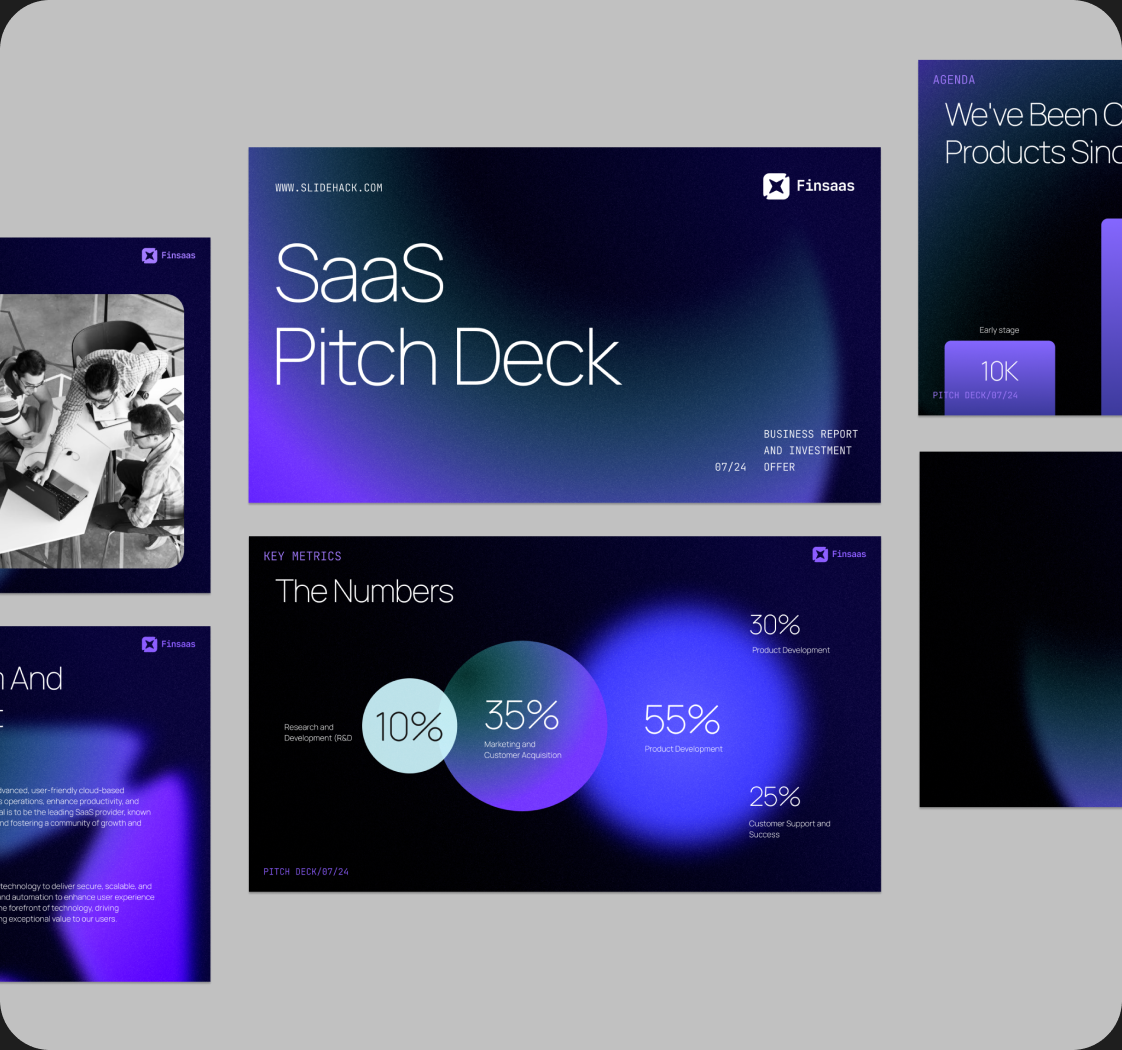 Finsaas
And
dvanced, user-friendly cloud-based
operations, enhance productivity, and
al is to be the leading SaaS provider, known
nd fostering a community of growth and
technology to deliver secure, scalable, and
and automation to enhance user experience
he forefront of technology, driving
ng exceptional value to our users.
Finsaas
WWW.SLIDEHACK.COM
Finsaas
SaaS
Pitch Deck
BUSINESS REPORT
AND INVESTMENT
07/24 OFFER
KEY METRICS
Finsaas
The Numbers
30%
Product Development
10%
35%
55%
Research and
Development (R&D
Marketing and
Customer Acquisition
Product Development
25%
Customer Support and
Success
PITCH DECK/07/24
AGENDA
We've Been
Products Sinc
Early stage
10K
PITCH DECK/07/24